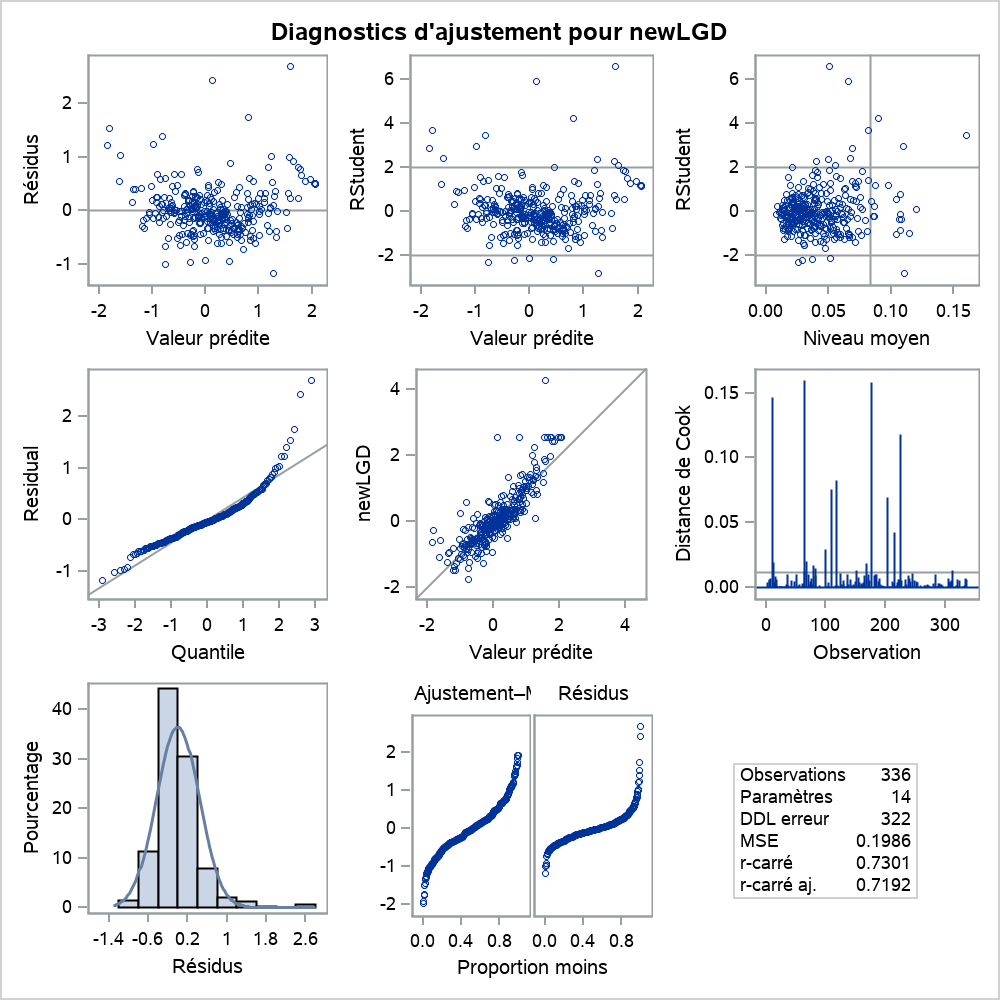 Diagnostics d'ajustement pour newLGD
Résidus
2
1
0
-1
-2 -1 0 1 2
Valeur prédite
RStudent
6
4
2
0
-2
-2 -1 0 1 2
Valeur prédite
RStudent
6
4
2
0
-2
0.00 0.05 0.10 0.15
Niveau moyen
Residual
2
1
0
-1
-3 -2 -1 0 1 2 3
Quantile
newLGD
4
2
0
-2
-2 0 2 4
Valeur prédite
Distance de Cook
0.15
0.10
0.05
0.00
0 100 200 300
Observation
Pourcentage
40
30
20
10
0
-1.4 -0.6 0.2 1 1.8 2.6
Résidus
Ajustement–M Résidus
2
1
0
-1
-2
0.0 0.4 0.8 0.0 0.4 0.8
Proportion moins
Observations 336
Paramètres 14
DDL erreur 322
MSE 0.1986
r-carré 0.7301
r-carré aj. 0.7192